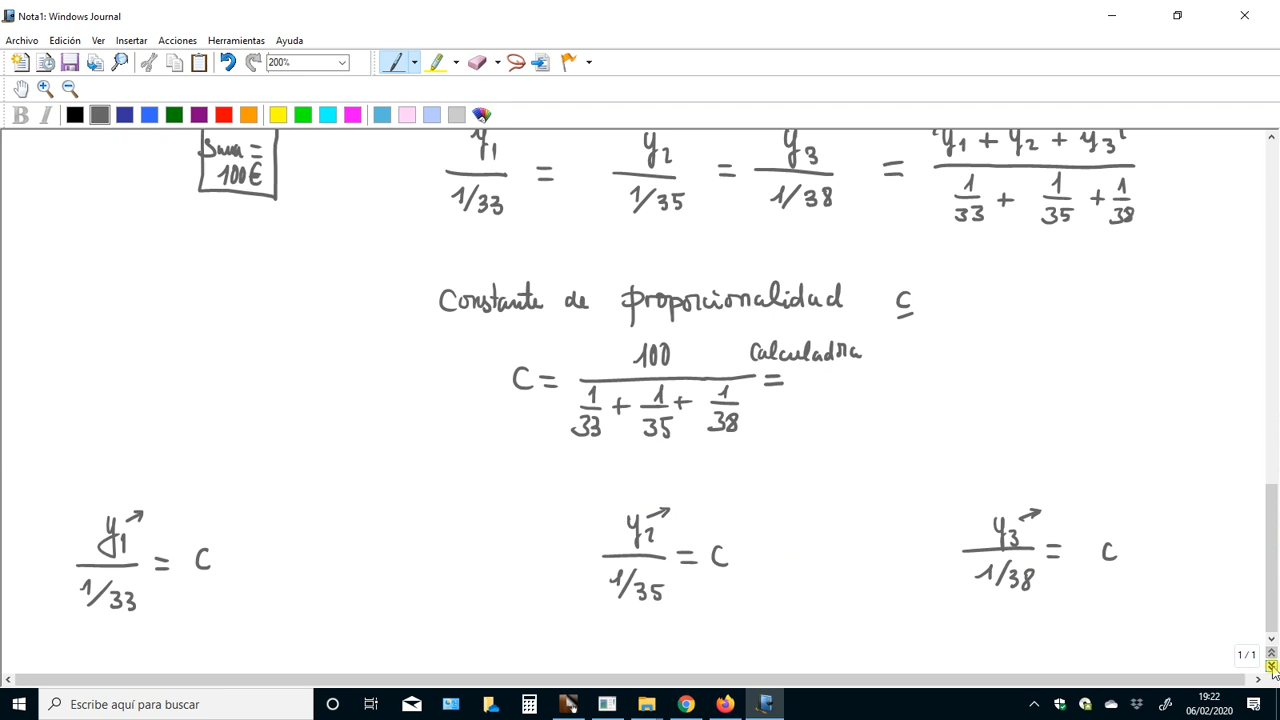 Nota1: Windows Journal
Archivo Edición Ver Insertar Acciones Herramientas Ayuda
200%
B I
Suma =
100€
y1/(1/33) = y2/(1/35) = y3/(1/38) = (y1 + y2 + y3)/(1/33 + 1/35 + 1/38)
Constante de proporcionalidad c
C = 100/(1/33 + 1/35 + 1/38) = Calculadora
y1/(1/33) = C y2/(1/35) = C y3/(1/38) = C
1 / 1
Escribe aquí para buscar
19:22
06/02/2020